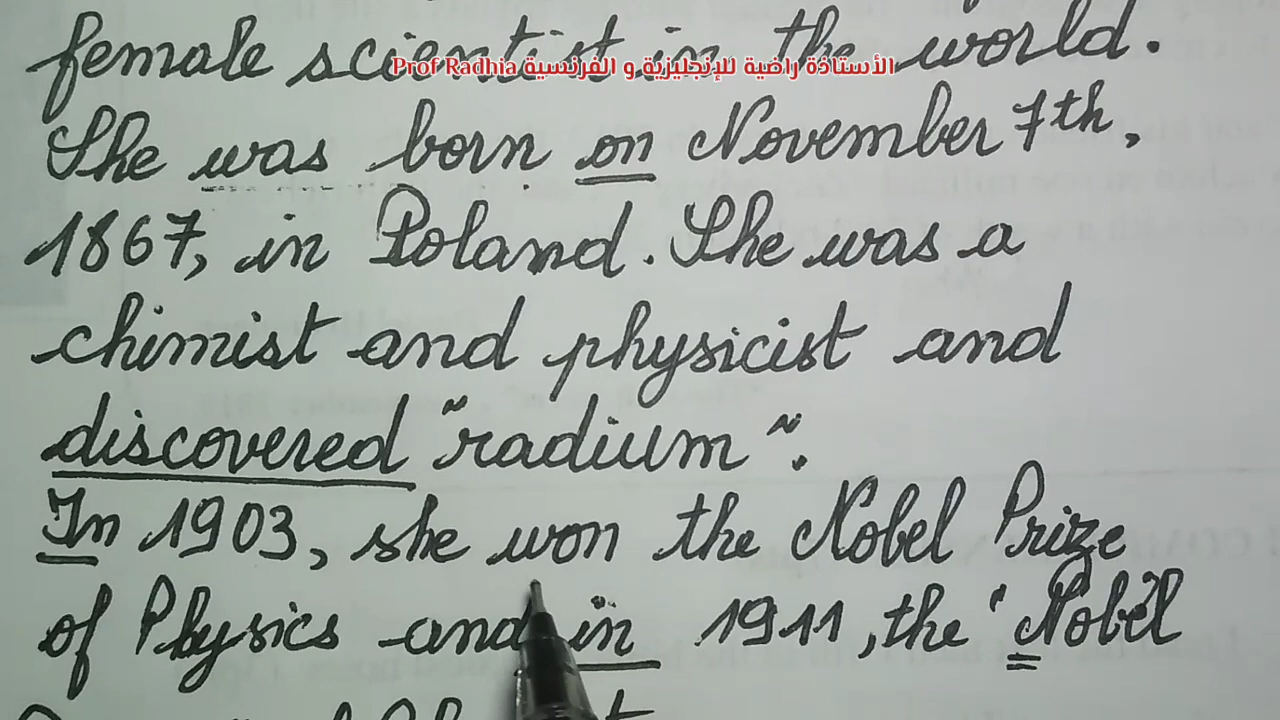 female scientist in the world.
Prof Radhia الأستاذة راضية للإنجليزية و الفرنسية
She was born on November 7th,
1867, in Poland. She was a
chimist and physicist and
discovered "radium".
In 1903, she won the Nobel Prize
of Physics and in 1911, the "Nobel